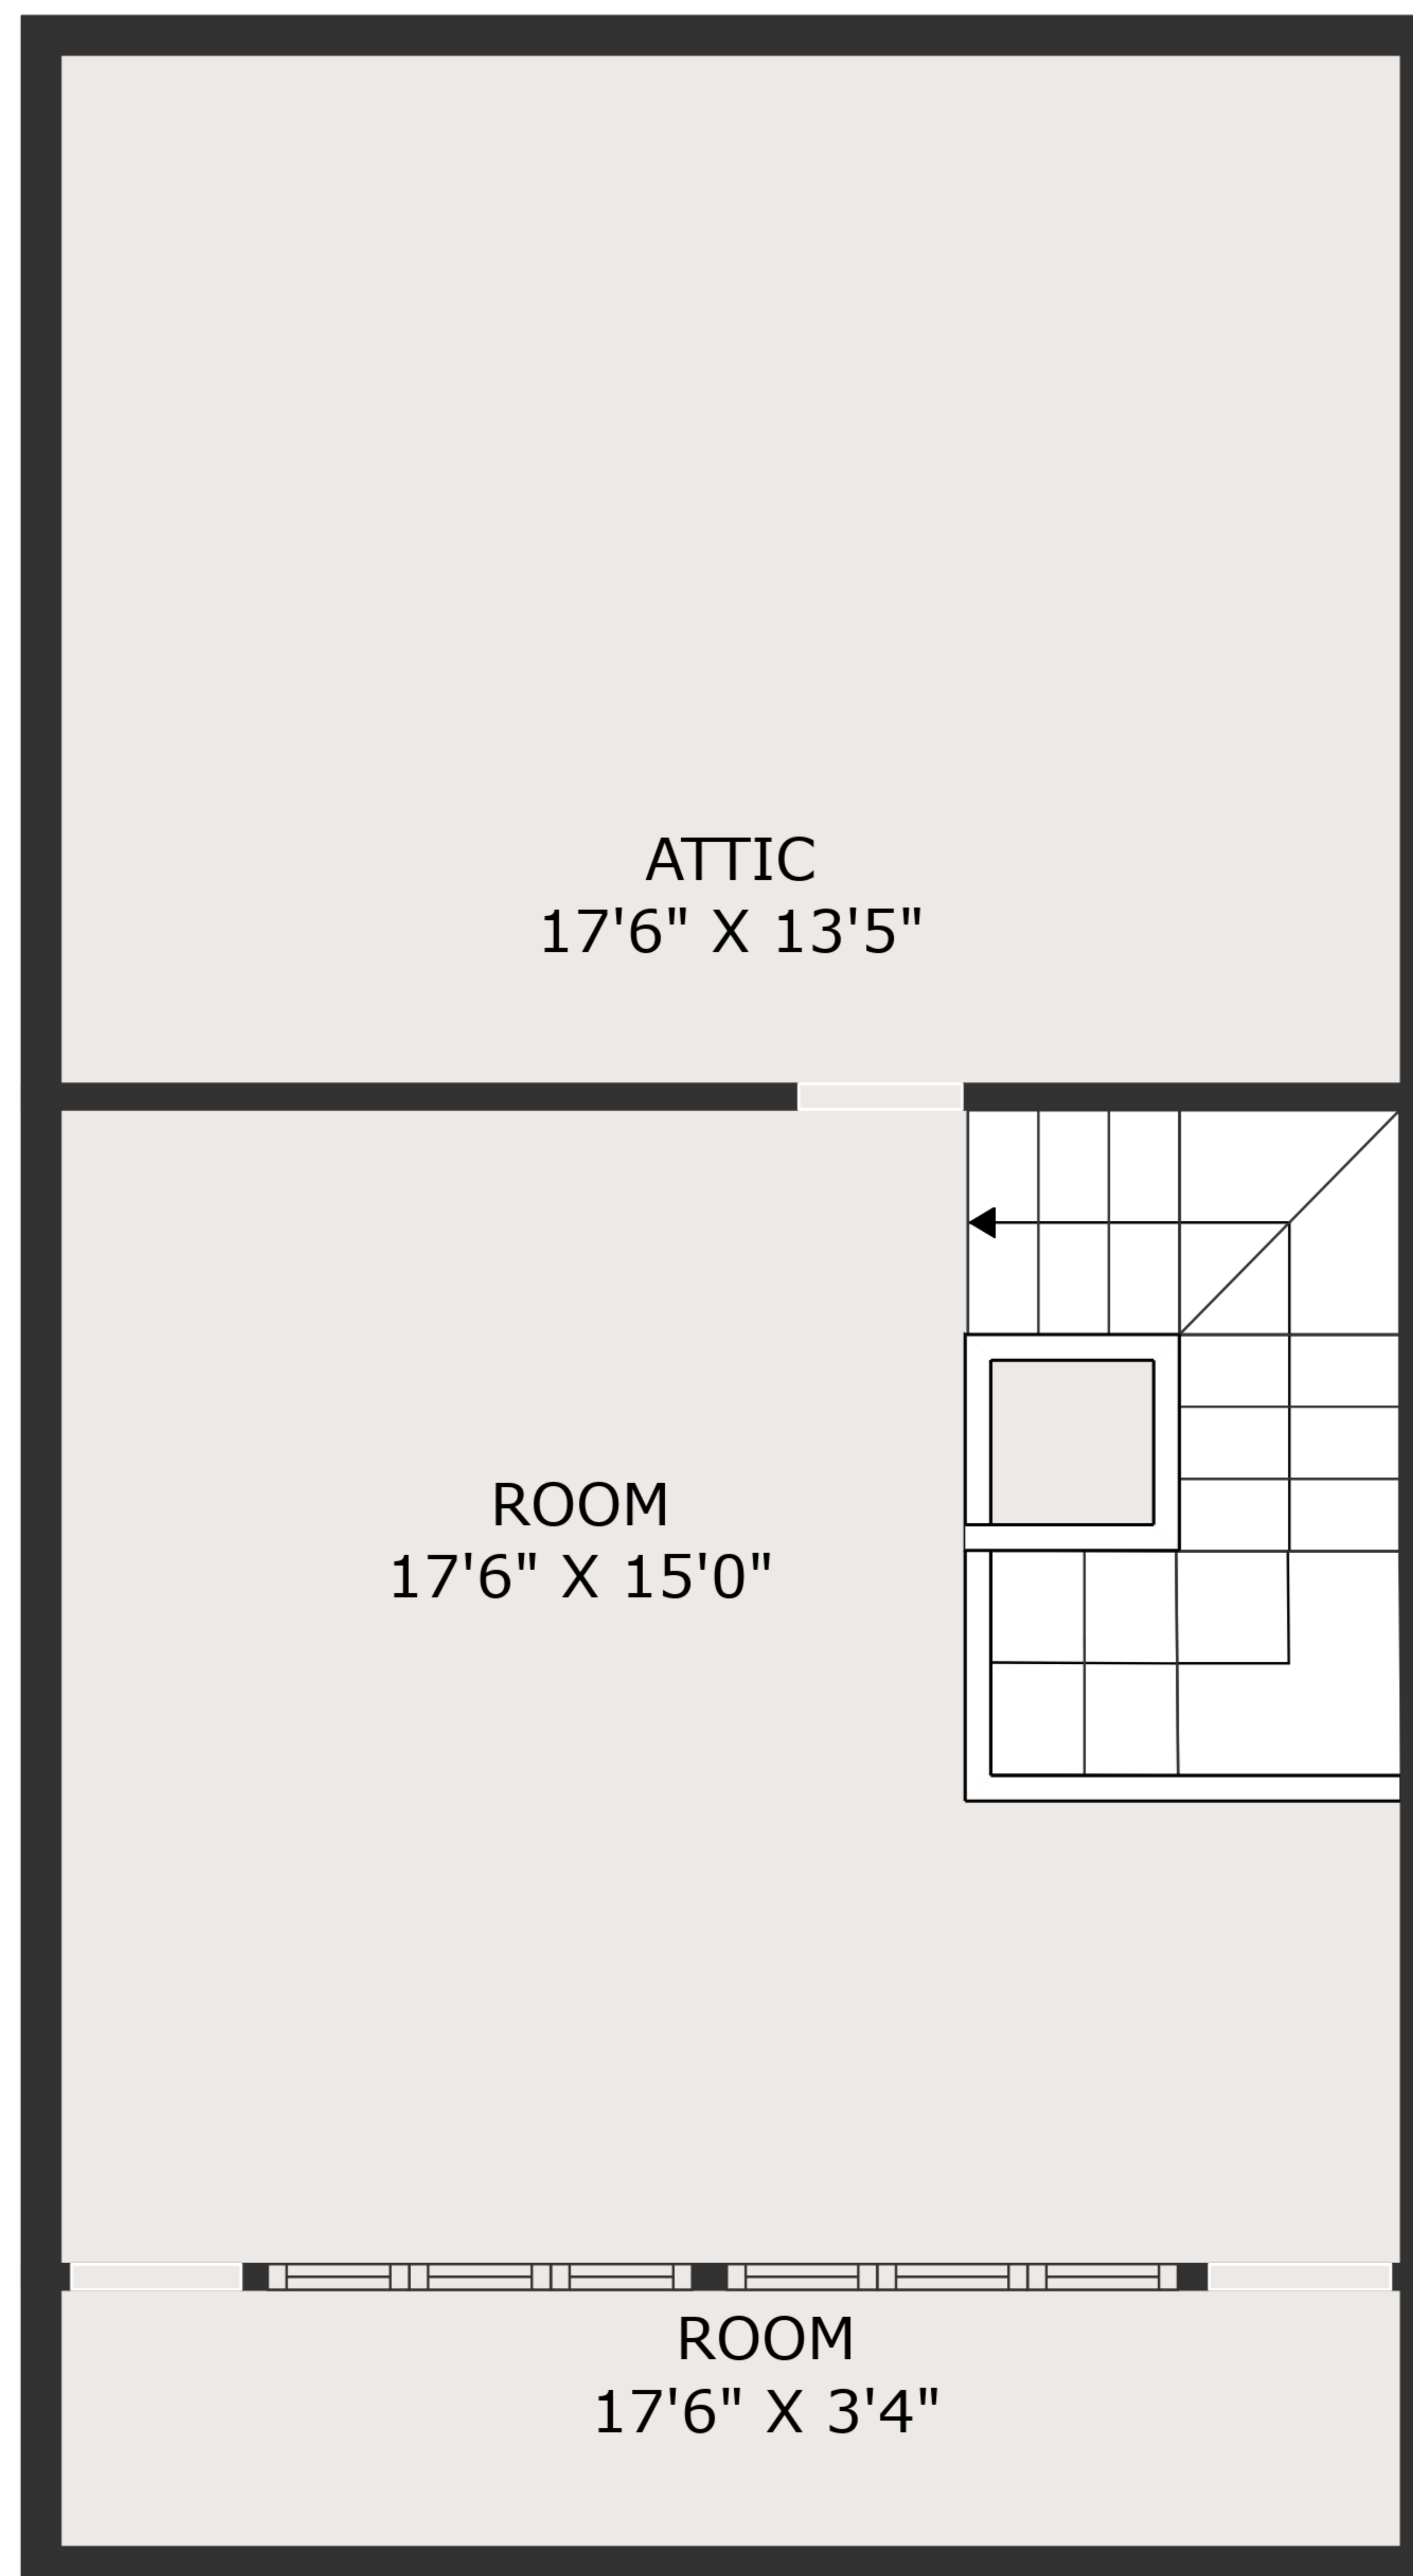 ATTIC
17'6" X 13'5"
ROOM
17'6" X 15'0"
ROOM
17'6" X 3'4"